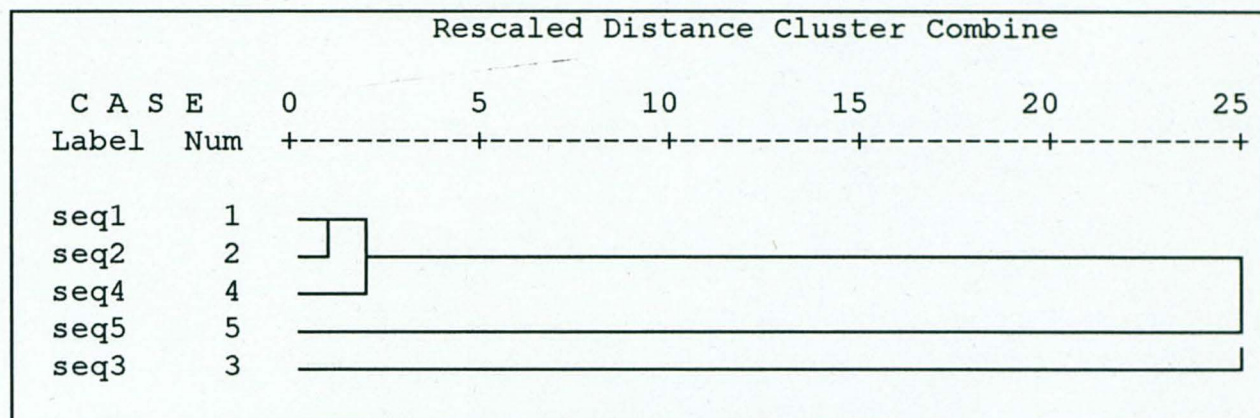 Rescaled Distance Cluster Combine
C A S E 0 5 10 15 20 25
Label Num +---------+---------+---------+---------+---------+
seq1 1
seq2 2
seq4 4
seq5 5
seq3 3